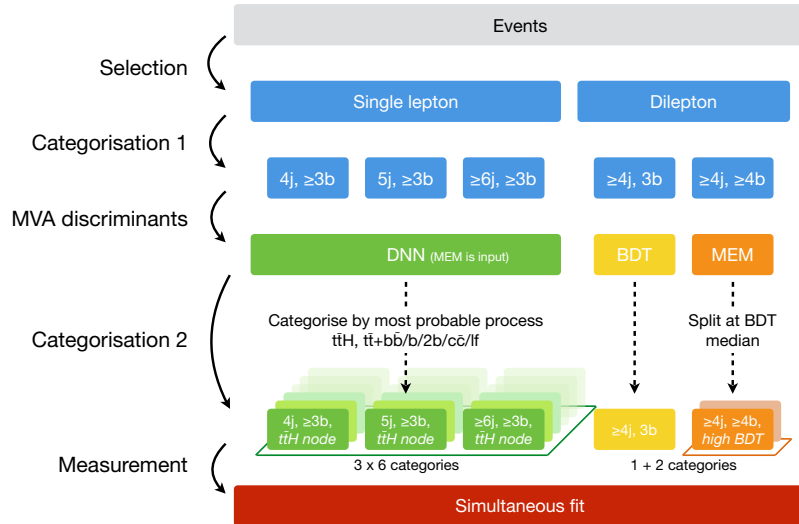 Events
Selection
Single lepton
Dilepton
Categorisation 1
4j, ≥3b
5j, ≥3b
≥6j, ≥3b
≥4j, 3b
≥4j, ≥4b
MVA discriminants
DNN (MEM is input)
BDT
MEM
Categorisation 2
Categorise by most probable process
tt̄H, tt̄+bb̄/b/2b/cc̄/lf
Split at BDT
median
4j, ≥3b,
tt̄H node
5j, ≥3b,
tt̄H node
≥6j, ≥3b,
tt̄H node
≥4j, 3b
≥4j, ≥4b,
high BDT
Measurement
3 x 6 categories
1 + 2 categories
Simultaneous fit